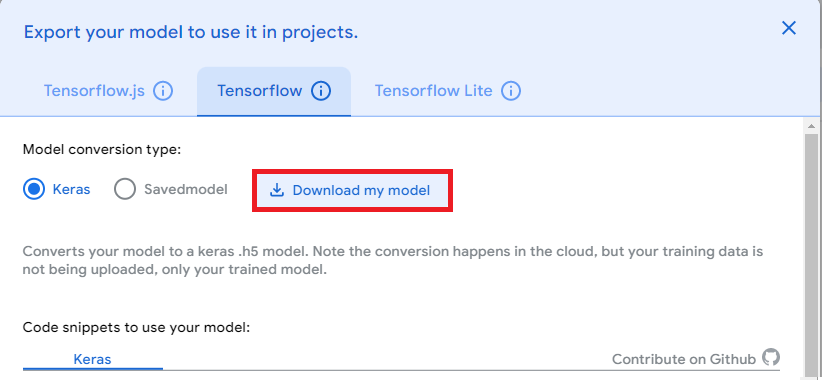 Export your model to use it in projects.
Tensorflow.js Tensorflow Tensorflow Lite
Model conversion type:
Keras Savedmodel Download my model
Converts your model to a keras .h5 model. Note the conversion happens in the cloud, but your training data is
not being uploaded, only your trained model.
Code snippets to use your model:
Keras Contribute on Github